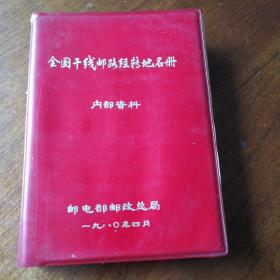 全国干线邮路经转地名册
内部资料
邮电部邮政总局
一九八〇年四月